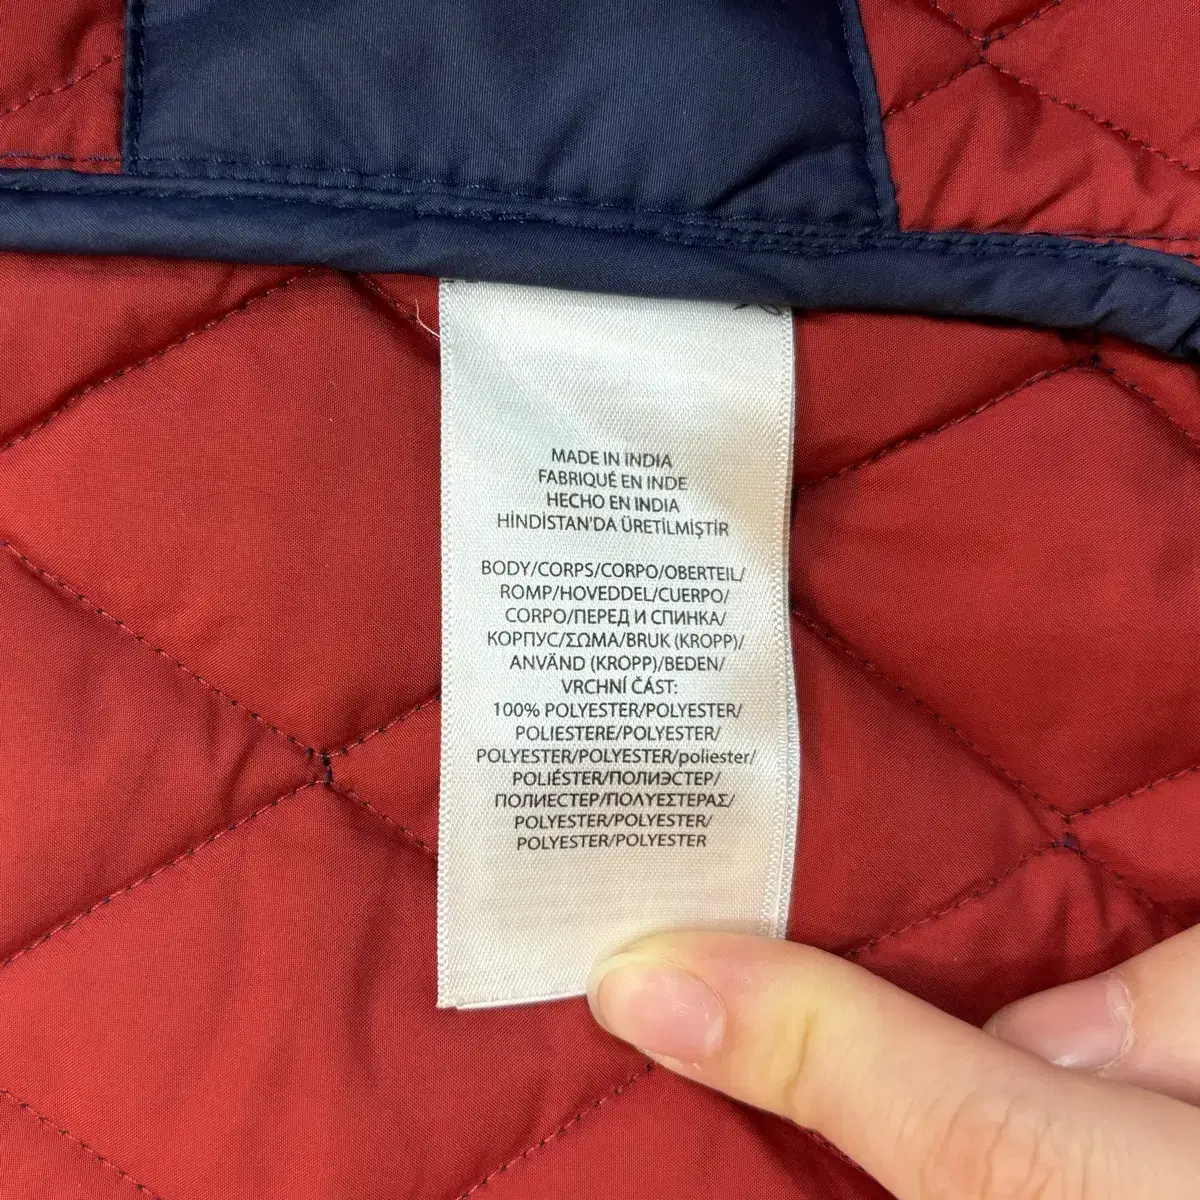 MADE IN INDIA
FABRIQUÉ EN INDE
HECHO EN INDIA
HİNDİSTAN'DA ÜRETİLMİŞTİR
BODY/CORPS/CORPO/OBERTEIL/
ROMP/HOVEDDEL/CUERPO/
CORPO/ПЕРЕД И СПИНКА/
КОРПУС/ΣΩΜΑ/BRUK (KROPP)/
ANVÄND (KROPP)/BEDEN/
VRCHNÍ ČÁST:
100% POLYESTER/POLYESTER/
POLIESTERE/POLYESTER/
POLYESTER/POLYESTER/poliester/
POLIÉSTER/ПОЛИЭСТЕР/
ПОЛИЕСТЕР/ΠΟΛΥΕΣΤΕΡΑΣ/
POLYESTER/POLYESTER/
POLYESTER/POLYESTER